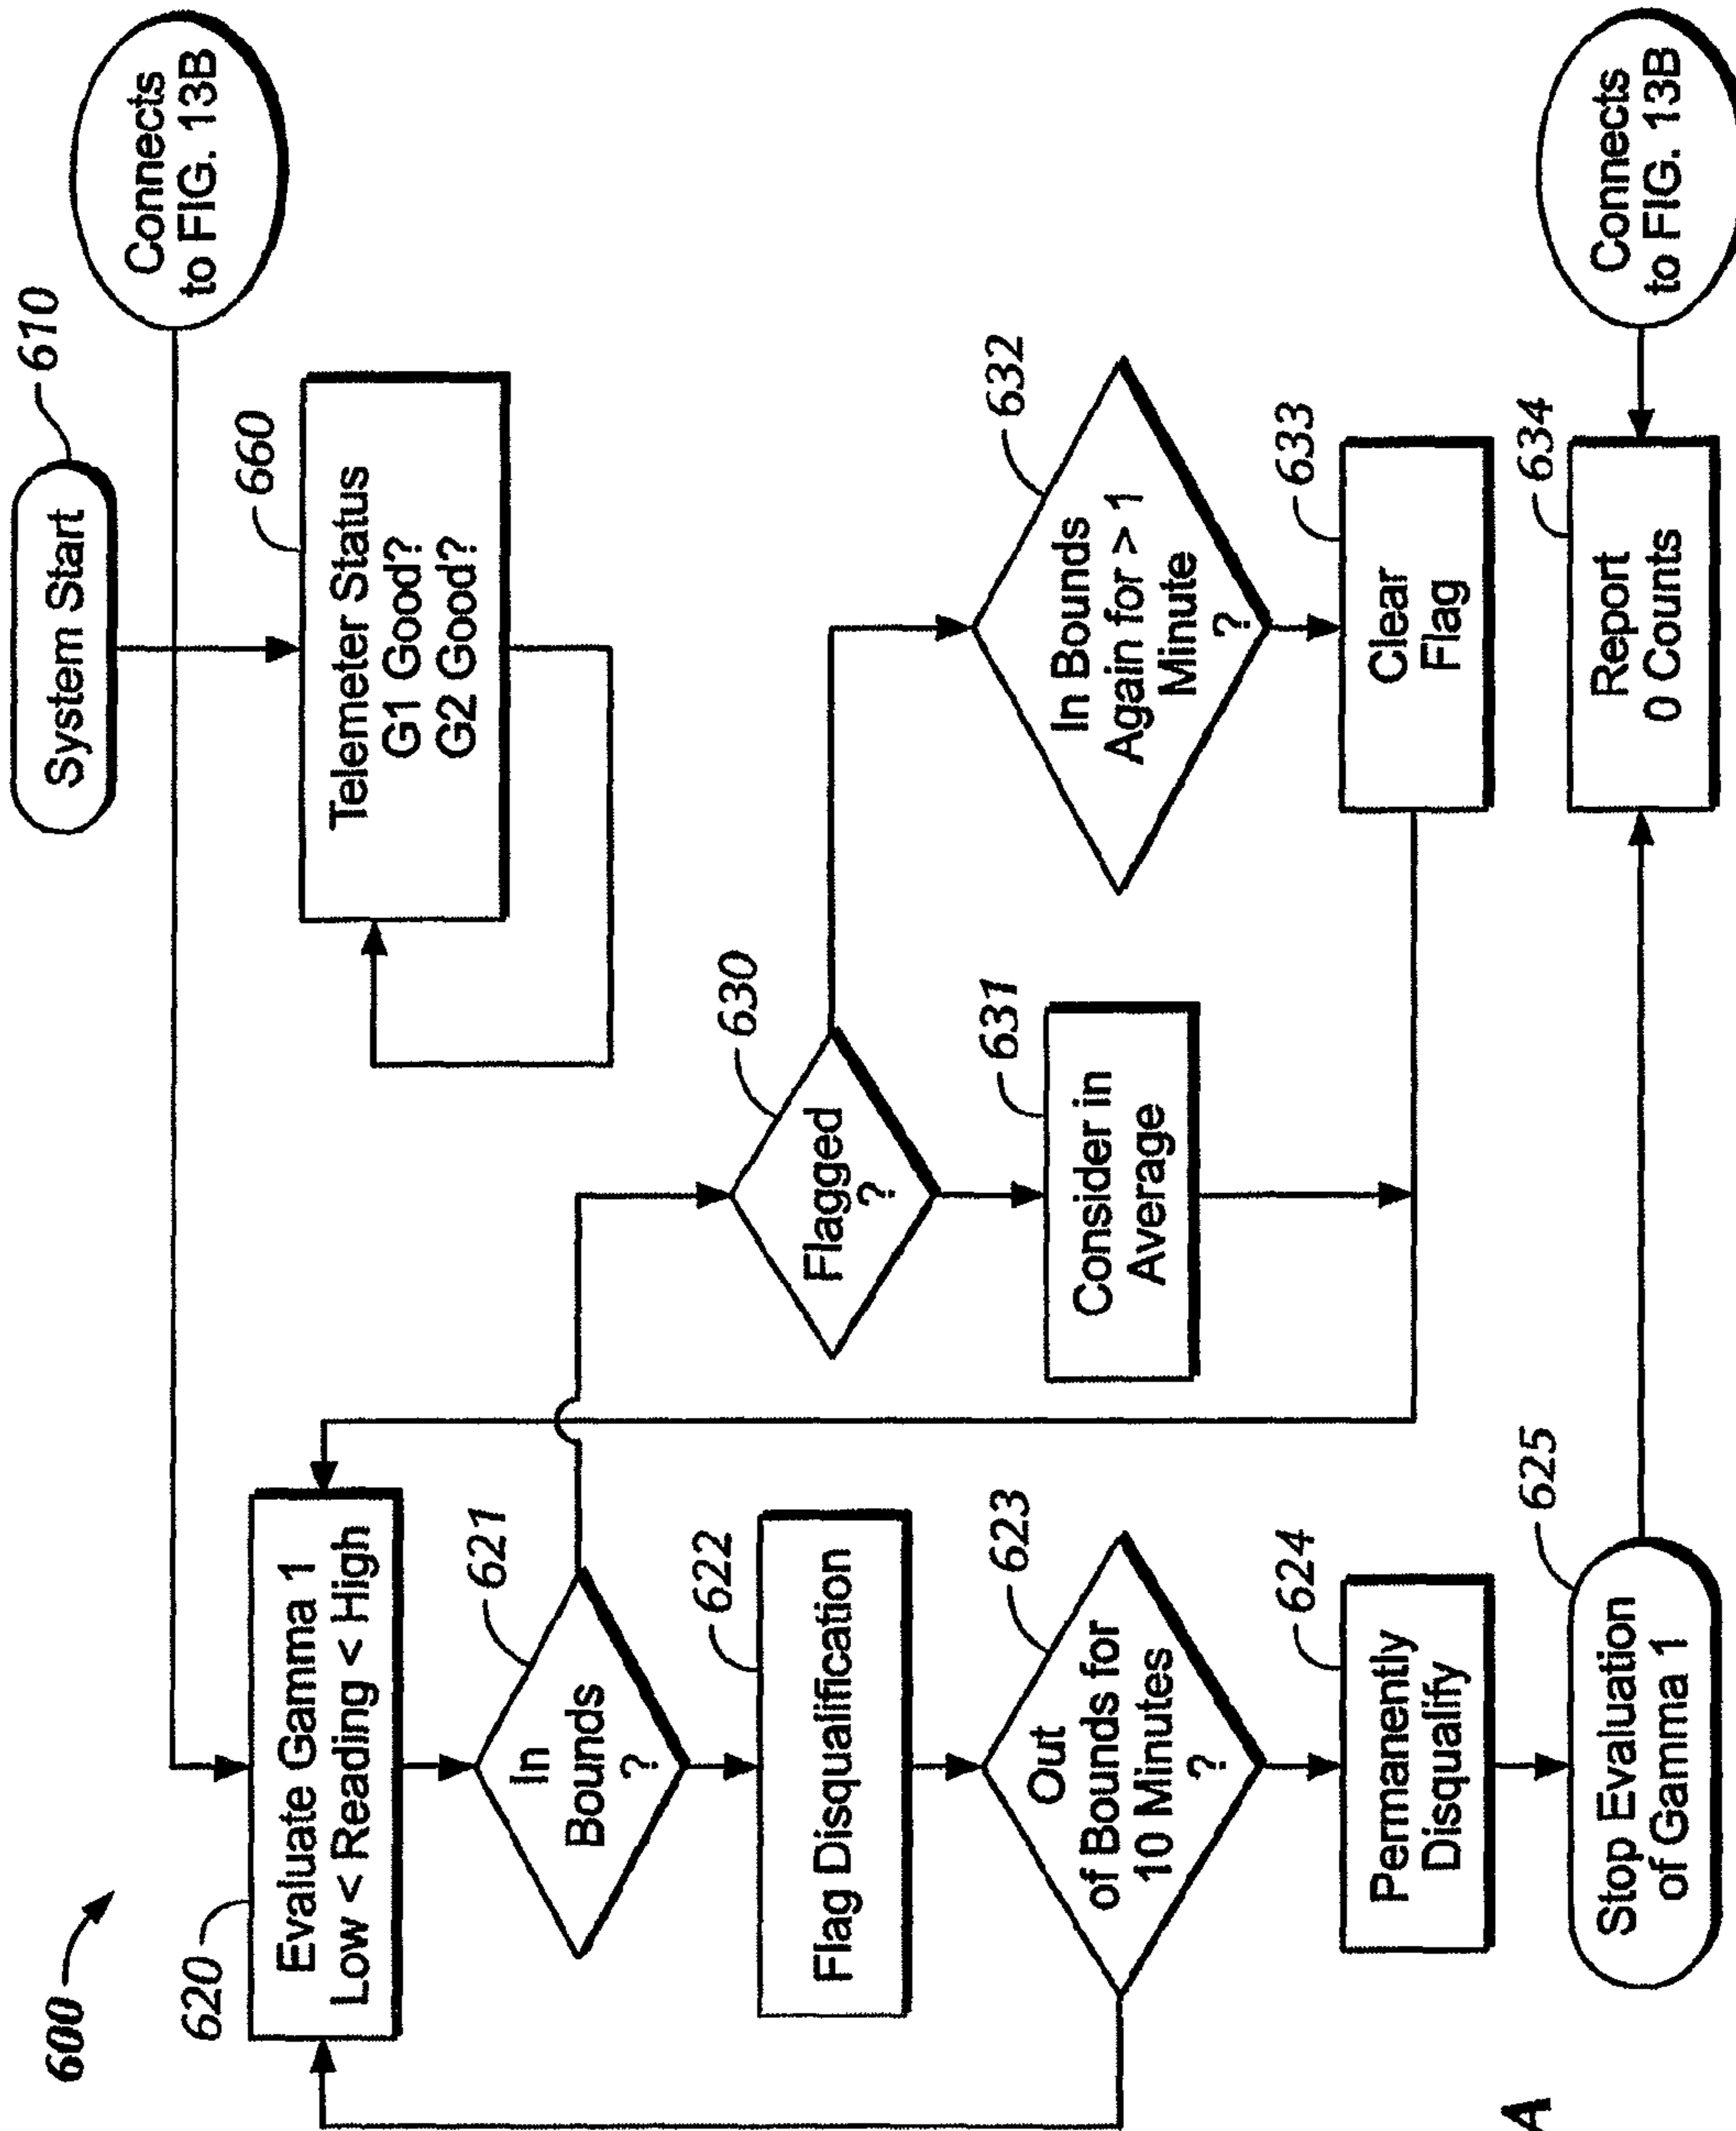 600
System Start
610
Connects
to FIG. 13B
620
Evaluate Gamma 1
Low < Reading < High
660
Telemeter Status
G1 Good?
G2 Good?
621
In
Bounds
?
622
Flag Disqualification
630
Flagged
?
632
In Bounds
Again for > 1
Minute
?
631
Consider in
Average
633
Clear
Flag
623
Out
of Bounds for
10 Minutes
?
624
Permanently
Disqualify
625
Stop Evaluation
of Gamma 1
634
Report
0 Counts
Connects
to FIG. 13B
A